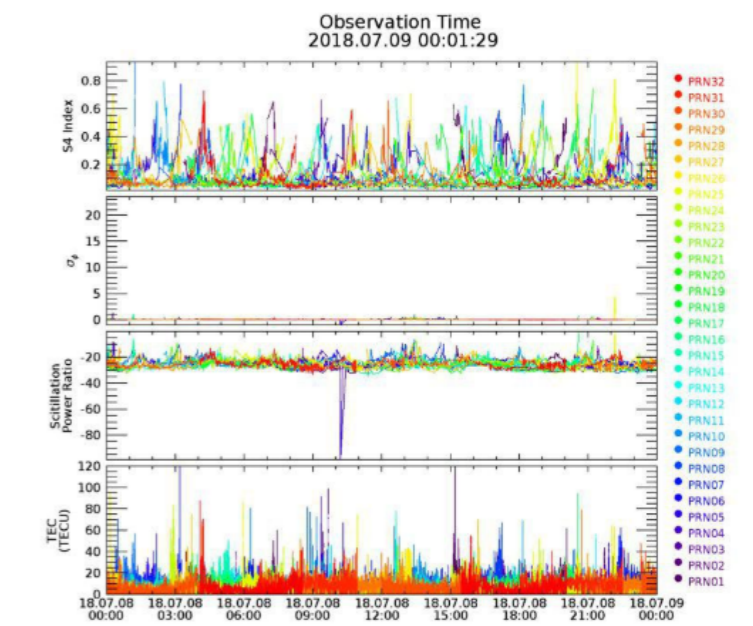 Observation Time
2018.07.09 00:01:29
S4 Index
0.8
0.6
0.4
0.2
σφ
20
15
10
5
0
Scitillation
Power Ratio
-20
-40
-60
-80
TEC
(TECU)
120
100
80
60
40
20
0
18.07.08 18.07.08 18.07.08 18.07.08 18.07.08 18.07.08 18.07.08 18.07.08 18.07.09
00:00 03:00 06:00 09:00 12:00 15:00 18:00 21:00 00:00
PRN32
PRN31
PRN30
PRN29
PRN28
PRN27
PRN26
PRN25
PRN24
PRN23
PRN22
PRN21
PRN20
PRN19
PRN18
PRN17
PRN16
PRN15
PRN14
PRN13
PRN12
PRN11
PRN10
PRN09
PRN08
PRN07
PRN06
PRN05
PRN04
PRN03
PRN02
PRN01